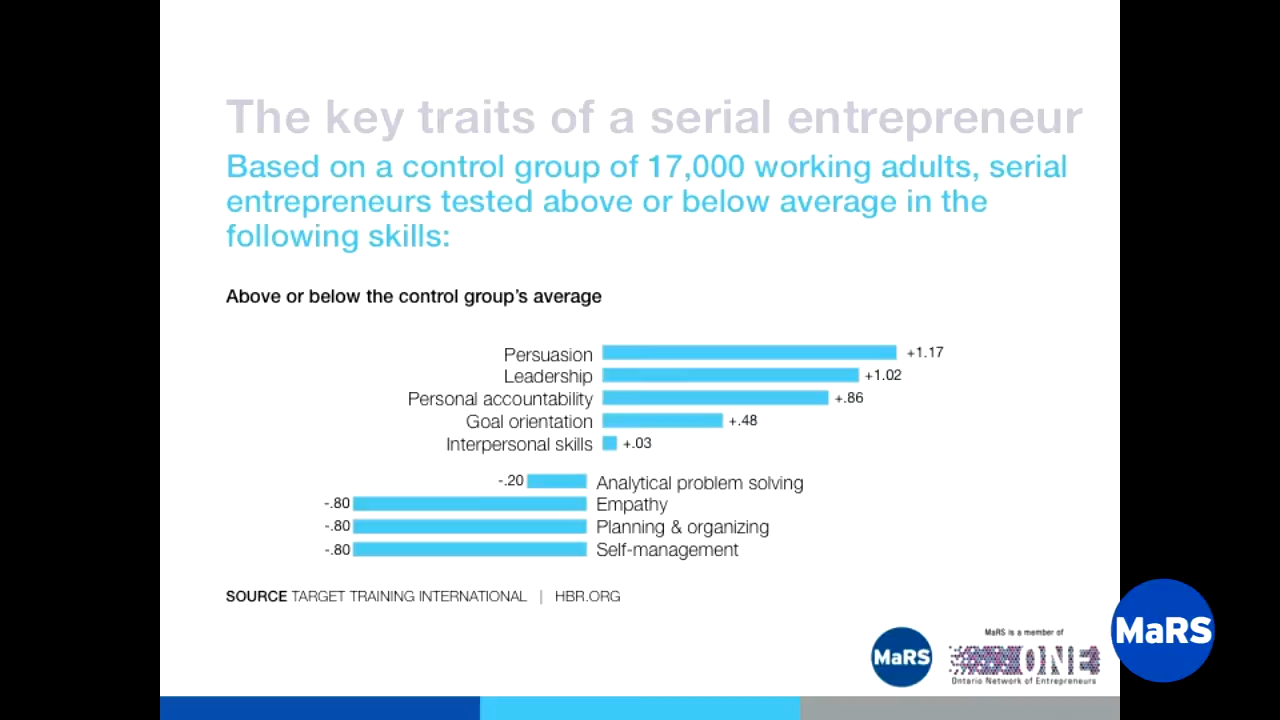 The key traits of a serial entrepreneur
Based on a control group of 17,000 working adults, serial
entrepreneurs tested above or below average in the
following skills:
Above or below the control group's average
Persuasion +1.17
Leadership +1.02
Personal accountability +.86
Goal orientation +.48
Interpersonal skills +.03
-.20 Analytical problem solving
-.80 Empathy
-.80 Planning & organizing
-.80 Self-management
SOURCE TARGET TRAINING INTERNATIONAL | HBR.ORG
MaRS
MaRS is a member of
ONE
Ontario Network of Entrepreneurs
MaRS